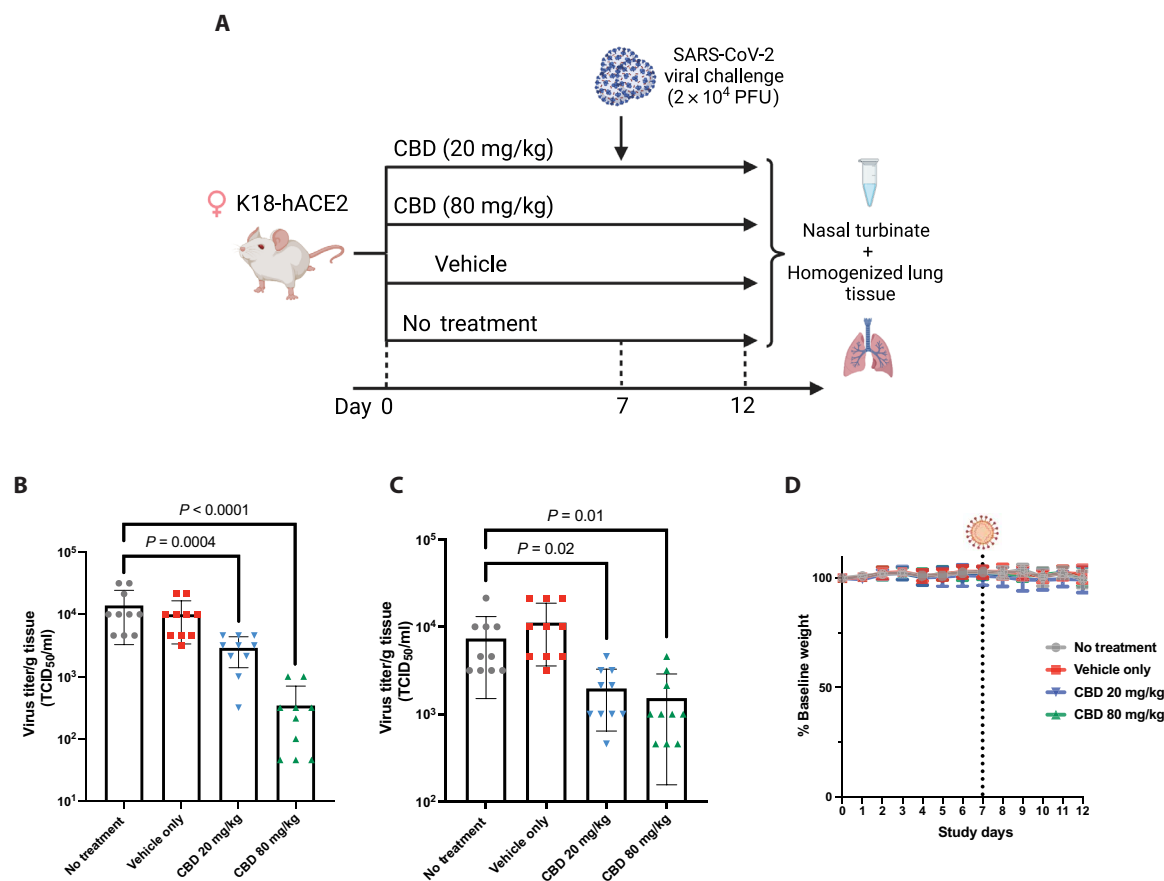 A
SARS-CoV-2
viral challenge
(2 × 10⁴ PFU)
CBD (20 mg/kg)
♀ K18-hACE2
CBD (80 mg/kg)
Vehicle
No treatment
Nasal turbinate
+
Homogenized lung
tissue
Day 0 7 12
B
P < 0.0001
P = 0.0004
Virus titer/g tissue
(TCID₅₀/ml)
10⁵
10⁴
10³
10²
10¹
No treatment
Vehicle only
CBD 20 mg/kg
CBD 80 mg/kg
C
P = 0.01
P = 0.02
Virus titer/g tissue
(TCID₅₀/ml)
10⁵
10⁴
10³
10²
No treatment
Vehicle only
CBD 20 mg/kg
CBD 80 mg/kg
D
% Baseline weight
100
50
0
0 1 2 3 4 5 6 7 8 9 10 11 12
Study days
No treatment
Vehicle only
CBD 20 mg/kg
CBD 80 mg/kg